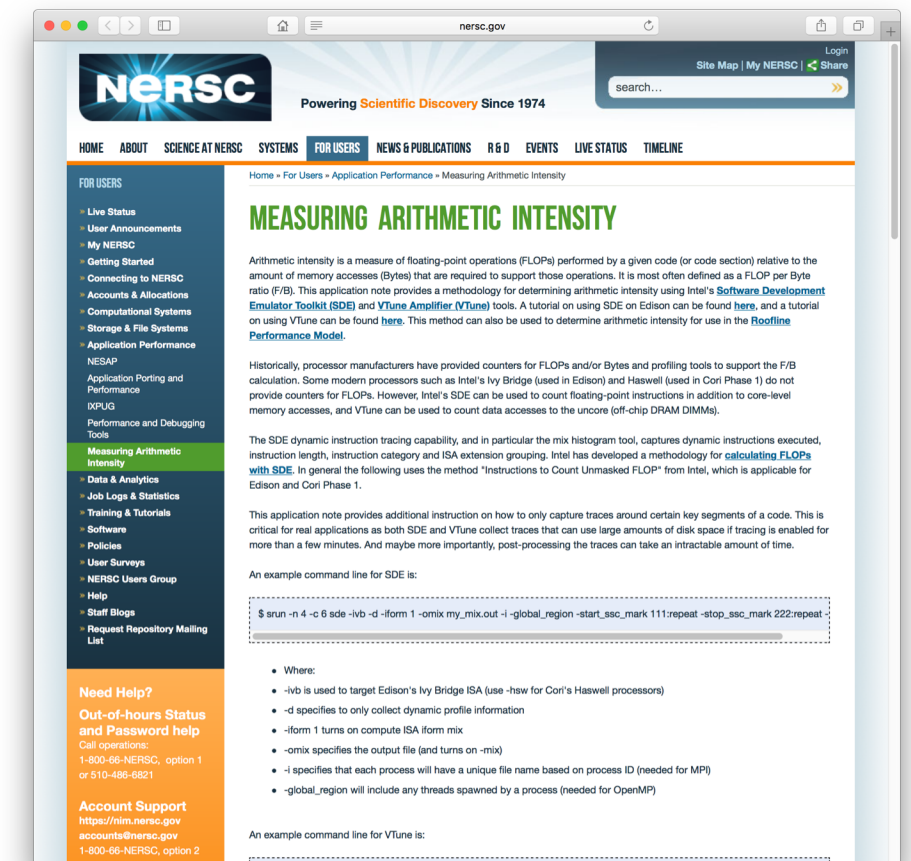 nersc.gov
Login
Site Map | My NERSC | Share
NERSC
Powering Scientific Discovery Since 1974
search...
HOME ABOUT SCIENCE AT NERSC SYSTEMS FOR USERS NEWS & PUBLICATIONS R & D EVENTS LIVE STATUS TIMELINE
FOR USERS
» Live Status
» User Announcements
» My NERSC
» Getting Started
» Connecting to NERSC
» Accounts & Allocations
» Computational Systems
» Storage & File Systems
» Application Performance
NESAP
Application Porting and
Performance
IXPUG
Performance and Debugging
Tools
Measuring Arithmetic
Intensity
» Data & Analytics
» Job Logs & Statistics
» Training & Tutorials
» Software
» Policies
» User Surveys
» NERSC Users Group
» Help
» Staff Blogs
» Request Repository Mailing
List
Need Help?
Out-of-hours Status
and Password help
Call operations:
1-800-66-NERSC, option 1
or 510-486-6821
Account Support
https://nim.nersc.gov
accounts@nersc.gov
1-800-66-NERSC, option 2
Home » For Users » Application Performance » Measuring Arithmetic Intensity
MEASURING ARITHMETIC INTENSITY
Arithmetic intensity is a measure of floating-point operations (FLOPs) performed by a given code (or code section) relative to the
amount of memory accesses (Bytes) that are required to support those operations. It is most often defined as a FLOP per Byte
ratio (F/B). This application note provides a methodology for determining arithmetic intensity using Intel's Software Development
Emulator Toolkit (SDE) and VTune Amplifier (VTune) tools. A tutorial on using SDE on Edison can be found here, and a tutorial
on using VTune can be found here. This method can also be used to determine arithmetic intensity for use in the Roofline
Performance Model.
Historically, processor manufacturers have provided counters for FLOPs and/or Bytes and profiling tools to support the F/B
calculation. Some modern processors such as Intel's Ivy Bridge (used in Edison) and Haswell (used in Cori Phase 1) do not
provide counters for FLOPs. However, Intel's SDE can be used to count floating-point instructions in addition to core-level
memory accesses, and VTune can be used to count data accesses to the uncore (off-chip DRAM DIMMs).
The SDE dynamic instruction tracing capability, and in particular the mix histogram tool, captures dynamic instructions executed,
instruction length, instruction category and ISA extension grouping. Intel has developed a methodology for calculating FLOPs
with SDE. In general the following uses the method "Instructions to Count Unmasked FLOP" from Intel, which is applicable for
Edison and Cori Phase 1.
This application note provides additional instruction on how to only capture traces around certain key segments of a code. This is
critical for real applications as both SDE and VTune collect traces that can use large amounts of disk space if tracing is enabled for
more than a few minutes. And maybe more importantly, post-processing the traces can take an intractable amount of time.
An example command line for SDE is:
$ srun -n 4 -c 6 sde -ivb -d -iform 1 -omix my_mix.out -i -global_region -start_ssc_mark 111:repeat -stop_ssc_mark 222:repeat -
• Where:
• -ivb is used to target Edison's Ivy Bridge ISA (use -hsw for Cori's Haswell processors)
• -d specifies to only collect dynamic profile information
• -iform 1 turns on compute ISA iform mix
• -omix specifies the output file (and turns on -mix)
• -i specifies that each process will have a unique file name based on process ID (needed for MPI)
• -global_region will include any threads spawned by a process (needed for OpenMP)
An example command line for VTune is: